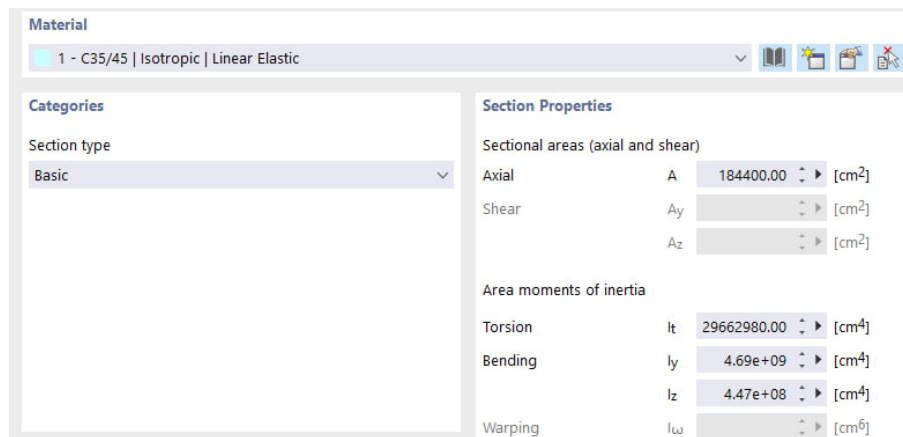 Material
1 - C35/45 | Isotropic | Linear Elastic
Categories
Section type
Basic
Section Properties
Sectional areas (axial and shear)
Axial A 184400.00 [cm2]
Shear Ay [cm2]
Az [cm2]
Area moments of inertia
Torsion It 29662980.00 [cm4]
Bending Iy 4.69e+09 [cm4]
Iz 4.47e+08 [cm4]
Warping Iω [cm6]